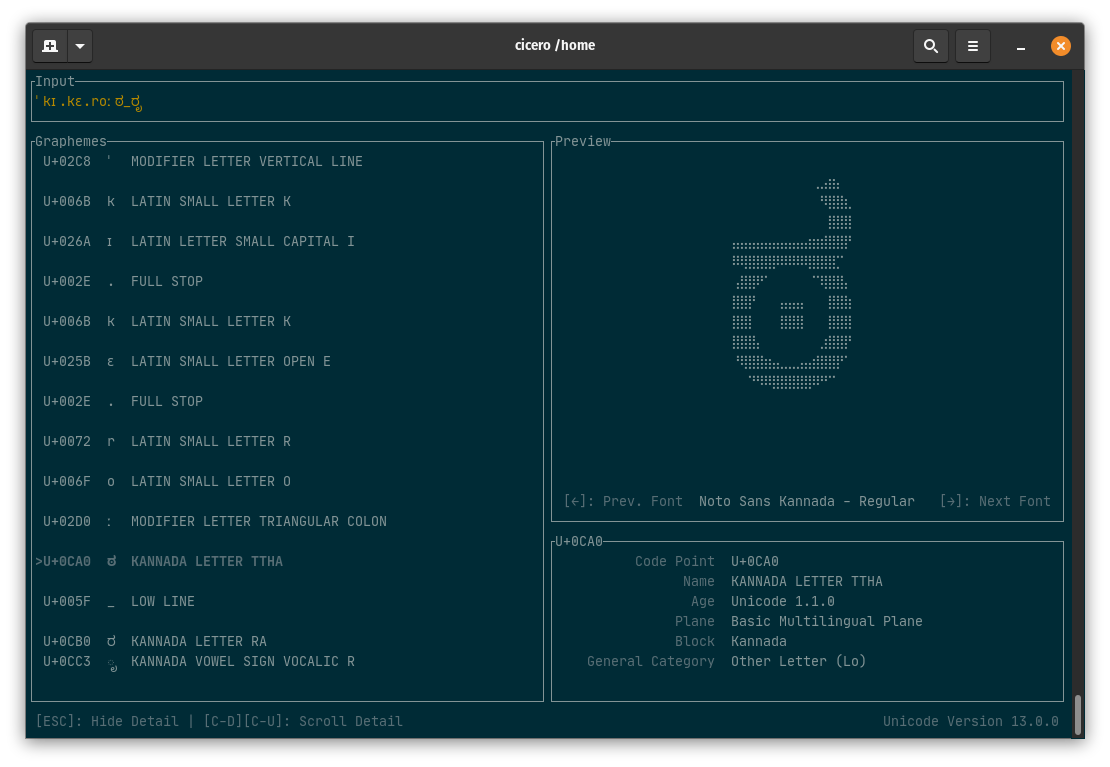 cicero /home
Input
ˈkɪ.kɛ.roː ಠ_ರೃ
Graphemes
U+02C8 ˈ MODIFIER LETTER VERTICAL LINE
U+006B k LATIN SMALL LETTER K
U+026A ɪ LATIN LETTER SMALL CAPITAL I
U+002E . FULL STOP
U+006B k LATIN SMALL LETTER K
U+025B ɛ LATIN SMALL LETTER OPEN E
U+002E . FULL STOP
U+0072 r LATIN SMALL LETTER R
U+006F o LATIN SMALL LETTER O
U+02D0 ː MODIFIER LETTER TRIANGULAR COLON
>U+0CA0 ಠ KANNADA LETTER TTHA
U+005F _ LOW LINE
U+0CB0 ರ KANNADA LETTER RA
U+0CC3 ೃ KANNADA VOWEL SIGN VOCALIC R
Preview
ಠ
[←]: Prev. Font Noto Sans Kannada - Regular [→]: Next Font
U+0CA0
Code Point U+0CA0
Name KANNADA LETTER TTHA
Age Unicode 1.1.0
Plane Basic Multilingual Plane
Block Kannada
General Category Other Letter (Lo)
[ESC]: Hide Detail | [C-D][C-U]: Scroll Detail
Unicode Version 13.0.0